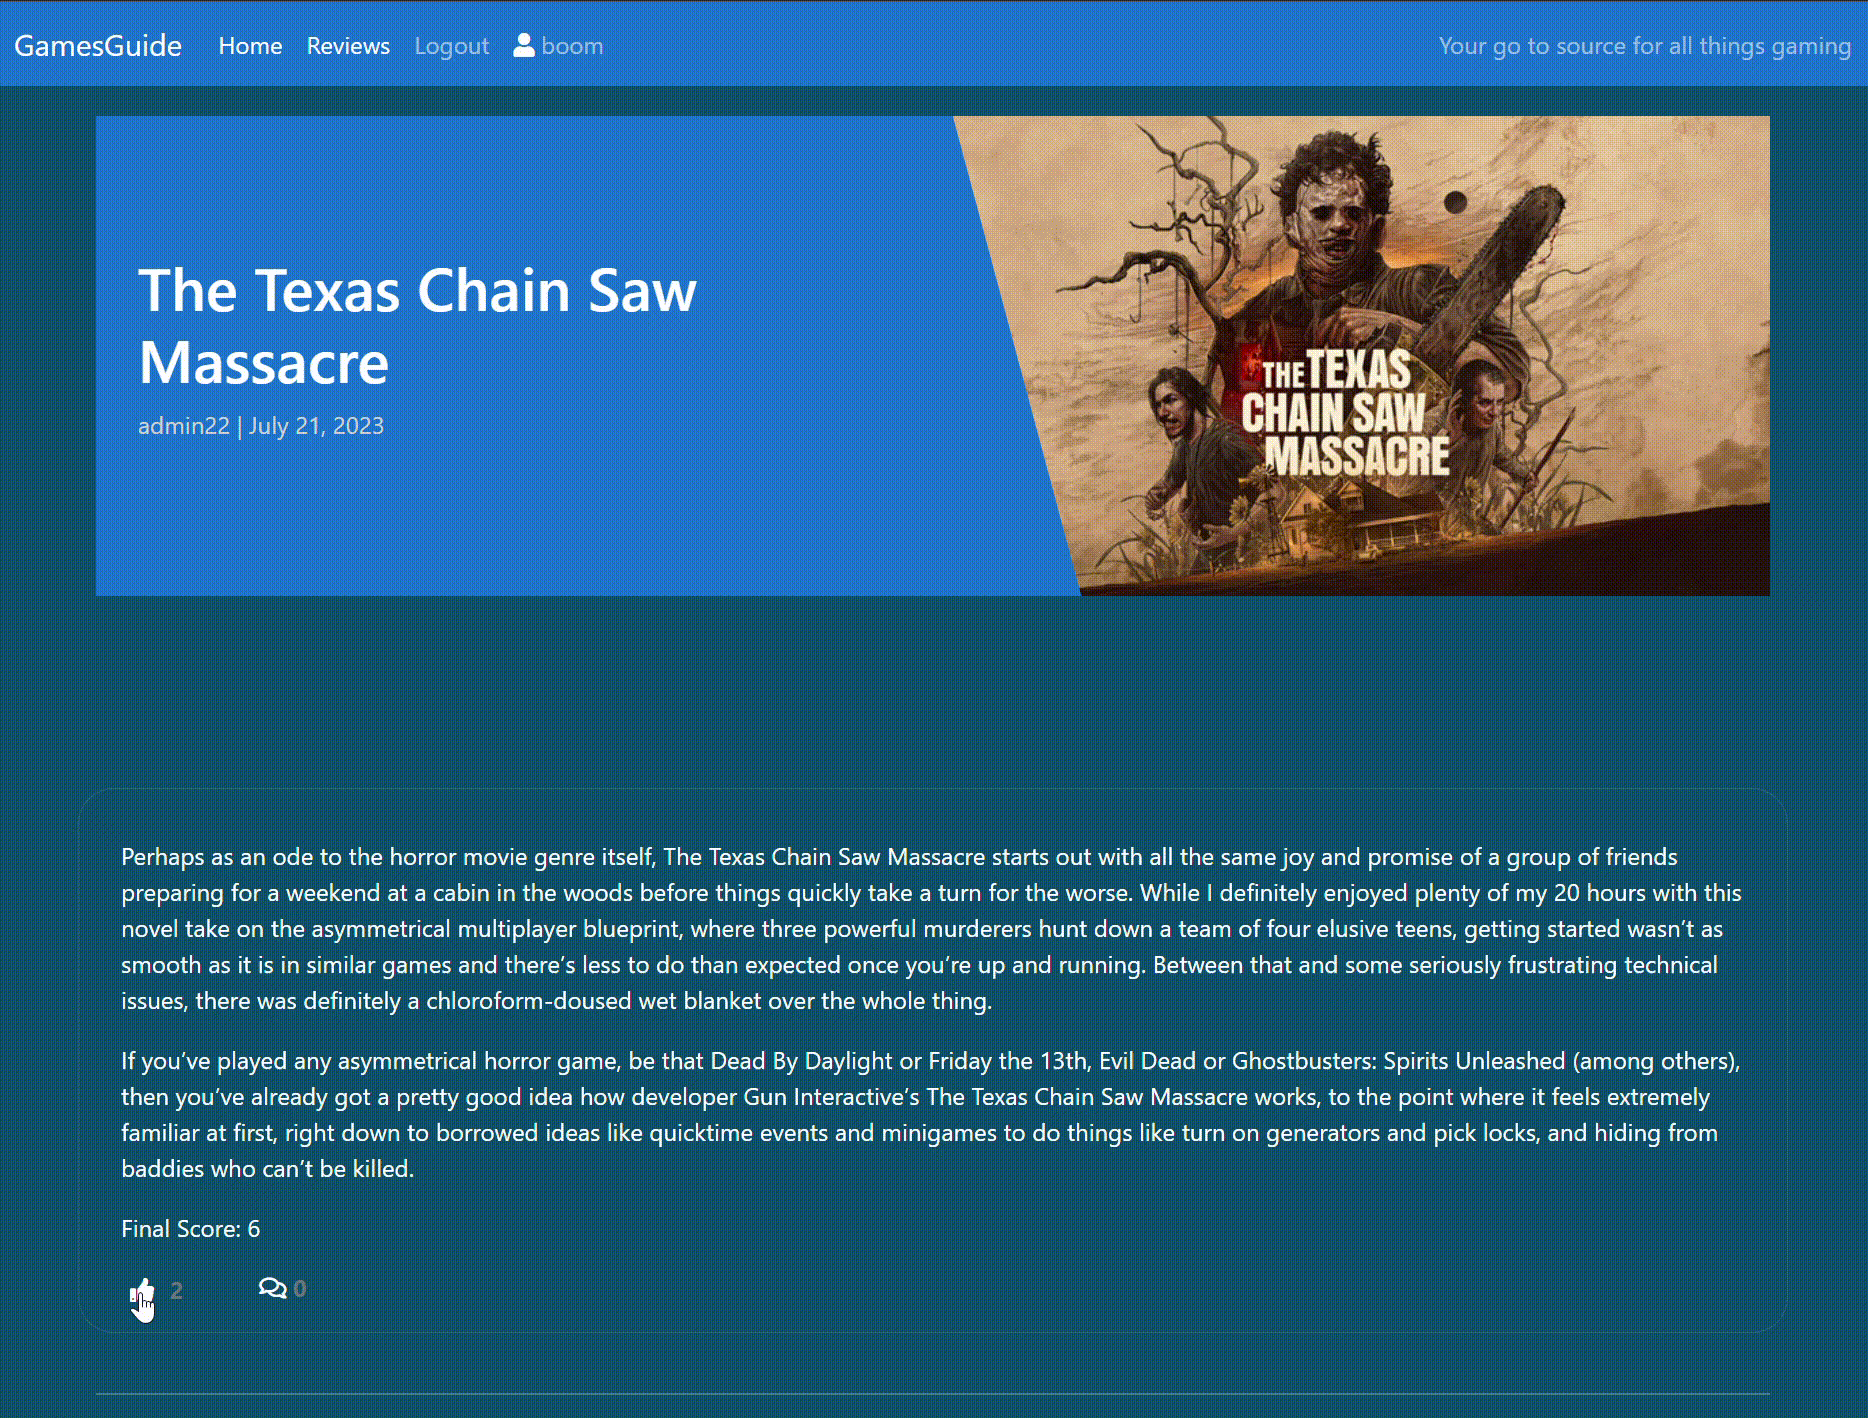 GamesGuide Home Reviews Logout boom Your go to source for all things gaming
The Texas Chain Saw
Massacre
admin22 | July 21, 2023
THE TEXAS
CHAIN SAW
MASSACRE
Perhaps as an ode to the horror movie genre itself, The Texas Chain Saw Massacre starts out with all the same joy and promise of a group of friends
preparing for a weekend at a cabin in the woods before things quickly take a turn for the worse. While I definitely enjoyed plenty of my 20 hours with this
novel take on the asymmetrical multiplayer blueprint, where three powerful murderers hunt down a team of four elusive teens, getting started wasn’t as
smooth as it is in similar games and there’s less to do than expected once you’re up and running. Between that and some seriously frustrating technical
issues, there was definitely a chloroform-doused wet blanket over the whole thing.
If you’ve played any asymmetrical horror game, be that Dead By Daylight or Friday the 13th, Evil Dead or Ghostbusters: Spirits Unleashed (among others),
then you’ve already got a pretty good idea how developer Gun Interactive’s The Texas Chain Saw Massacre works, to the point where it feels extremely
familiar at first, right down to borrowed ideas like quicktime events and minigames to do things like turn on generators and pick locks, and hiding from
baddies who can’t be killed.
Final Score: 6
2 0